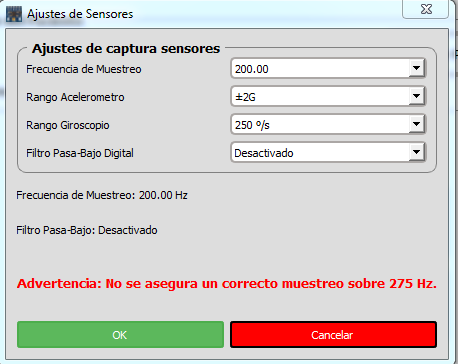 Ajustes de Sensores
Ajustes de captura sensores
Frecuencia de Muestreo 200.00
Rango Acelerometro ±2G
Rango Giroscopio 250 º/s
Filtro Pasa-Bajo Digital Desactivado
Frecuencia de Muestreo: 200.00 Hz
Filtro Pasa-Bajo: Desactivado
Advertencia: No se asegura un correcto muestreo sobre 275 Hz.
OK Cancelar